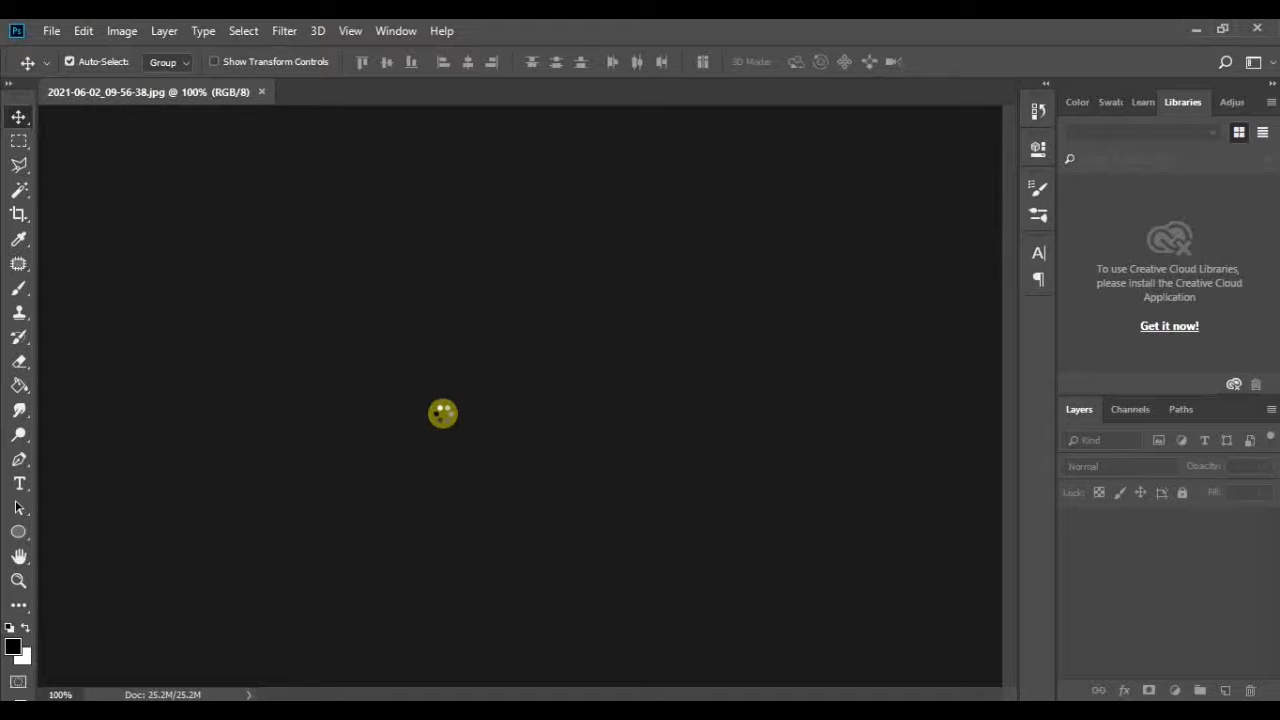 Ps File Edit Image Layer Type Select Filter 3D View Window Help
Auto-Select: Group Show Transform Controls 3D Mode:
2021-06-02_09-56-38.jpg @ 100% (RGB/8) ×
Color Swatc Learn Libraries Adjus
To use Creative Cloud Libraries,
please install the Creative Cloud
Application
Get it now!
Layers Channels Paths
Kind
Normal Opacity:
Lock: Fill:
100% Doc: 25.2M/25.2M